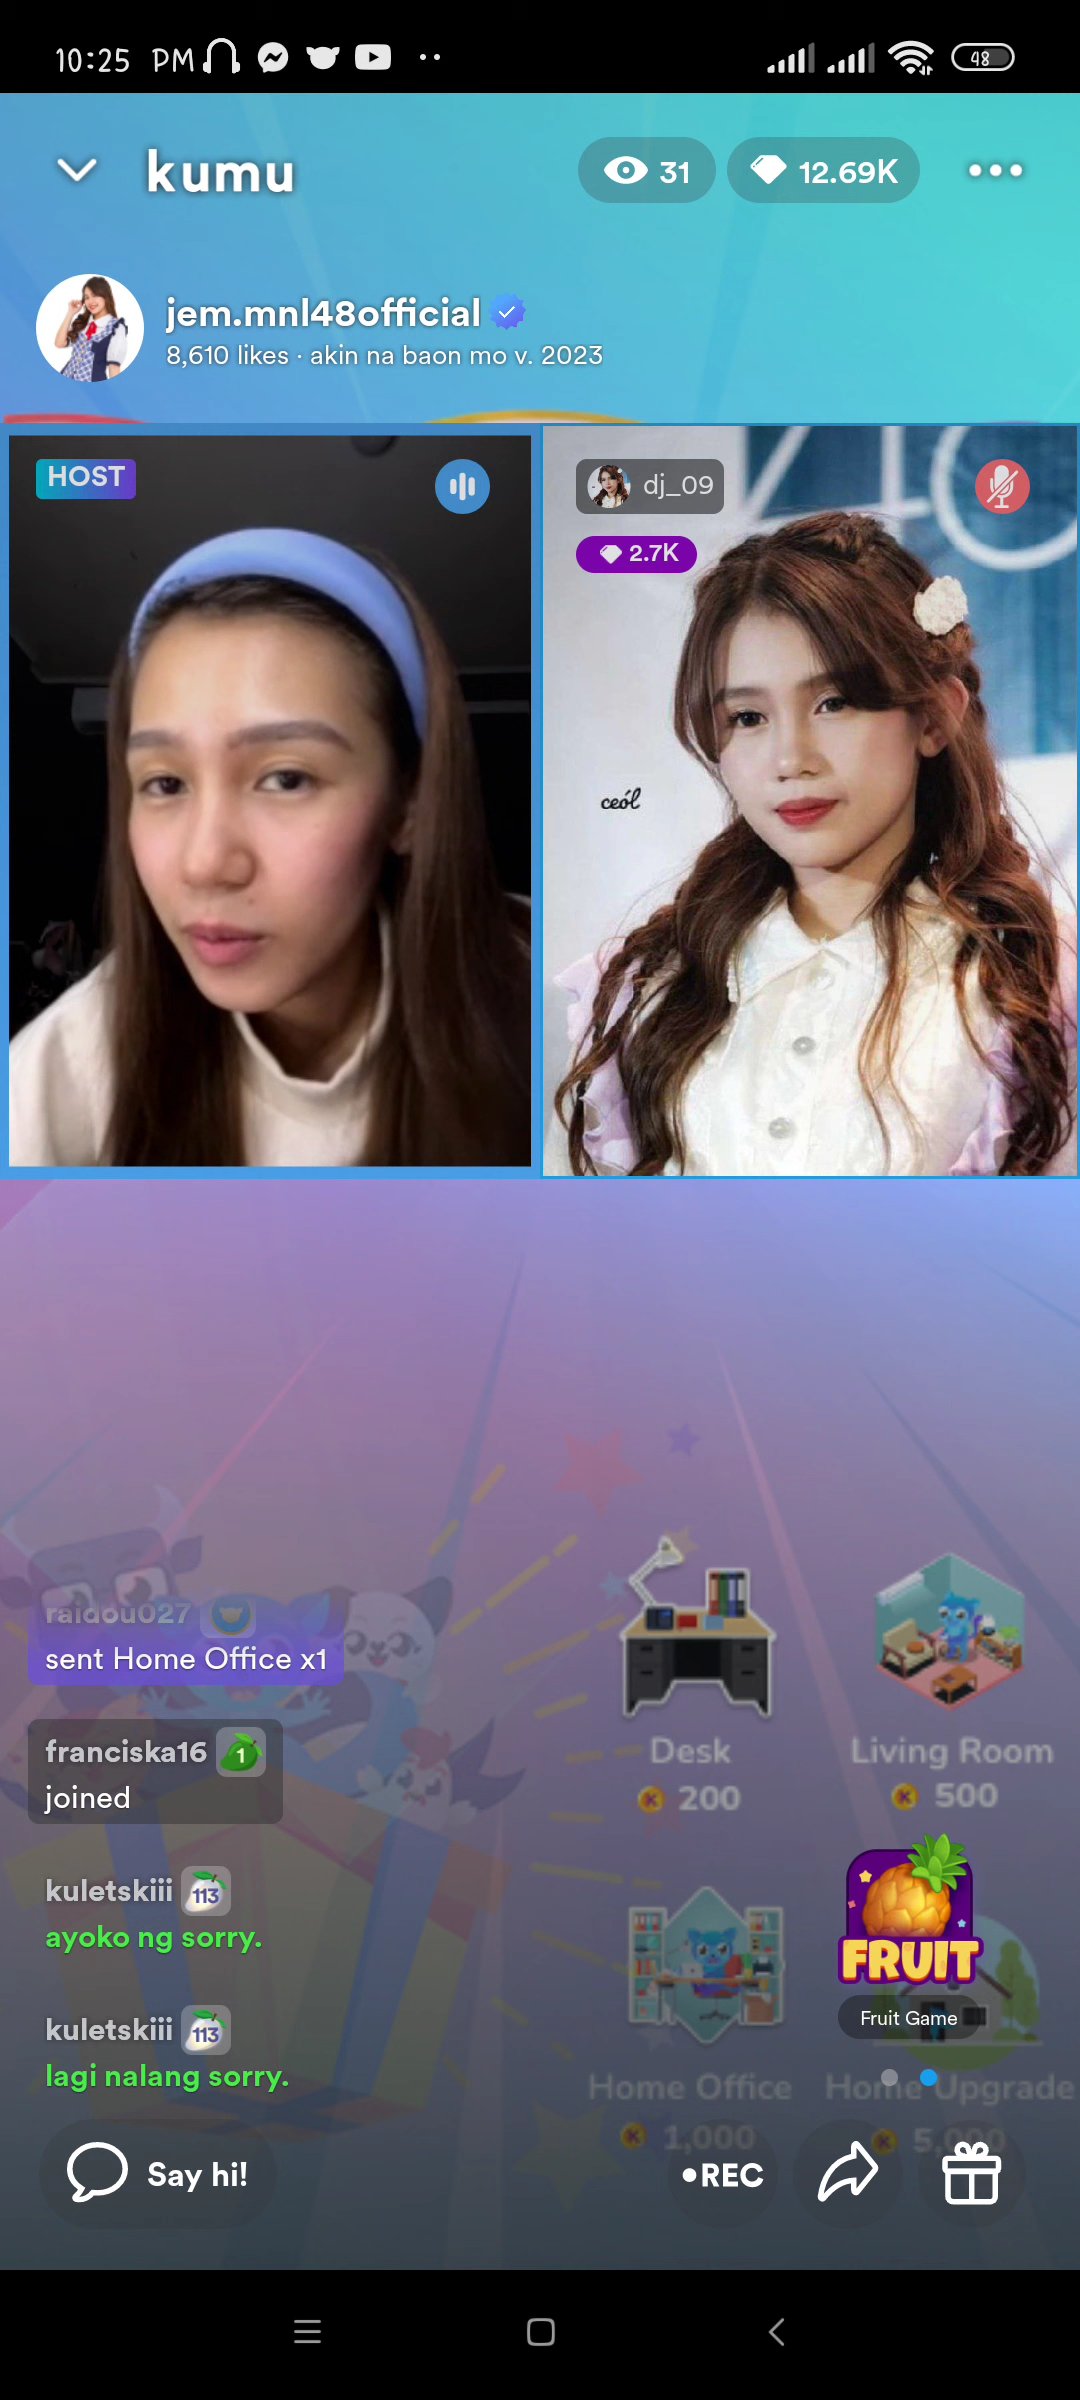 10:25 PM
48
kumu
31
12.69K
jem.mnl48official
8,610 likes · akin na baon mo v. 2023
HOST
dj_09
2.7K
ceól
raidou027
sent Home Office x1
franciska16 1
joined
kuletskiii 113
ayoko ng sorry.
kuletskiii 113
lagi nalang sorry.
Desk
200
Living Room
500
FRUIT
Fruit Game
Home Office
1,000
Home Upgrade
5,000
Say hi!
•REC